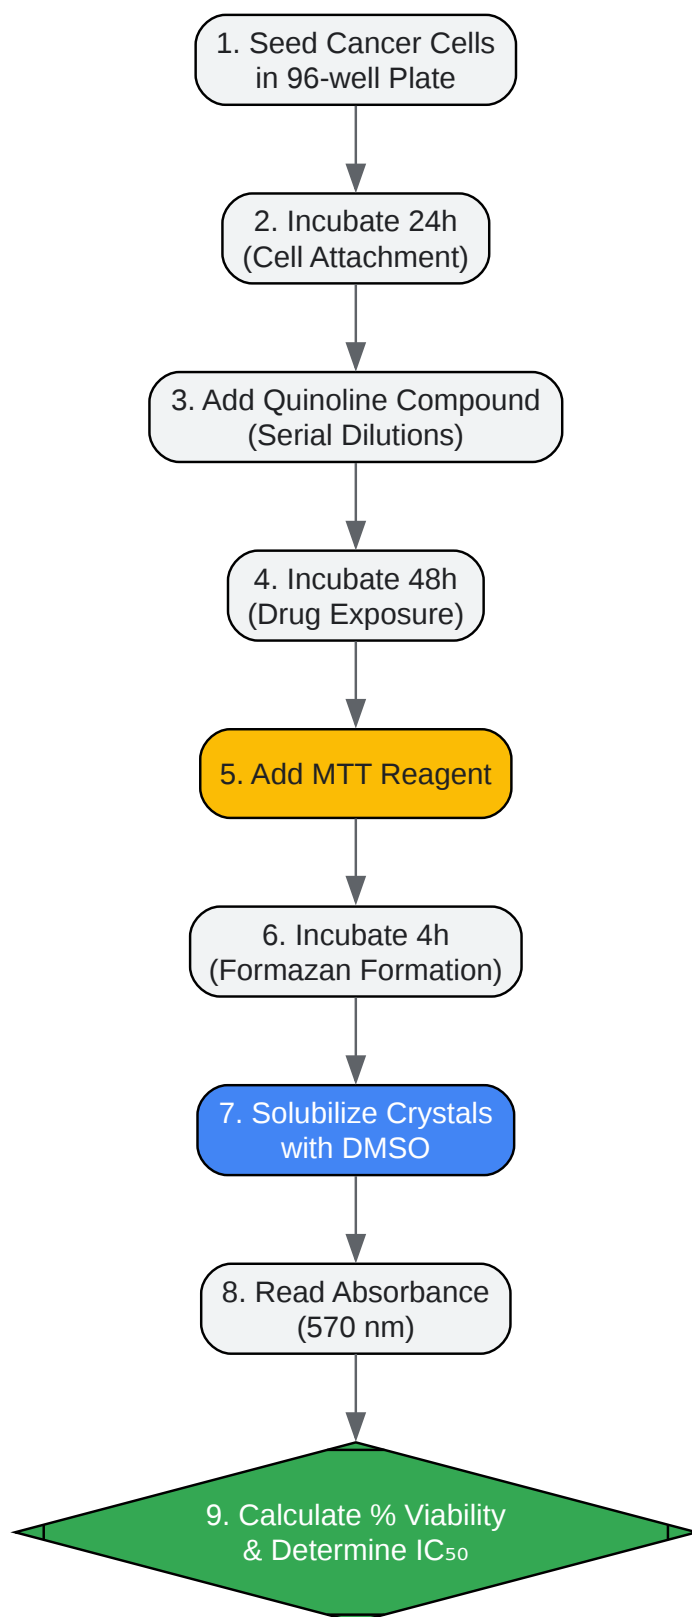 1. Seed Cancer Cells
in 96-well Plate
2. Incubate 24h
(Cell Attachment)
3. Add Quinoline Compound
(Serial Dilutions)
4. Incubate 48h
(Drug Exposure)
5. Add MTT Reagent
6. Incubate 4h
(Formazan Formation)
7. Solubilize Crystals
with DMSO
8. Read Absorbance
(570 nm)
9. Calculate % Viability
& Determine IC₅₀